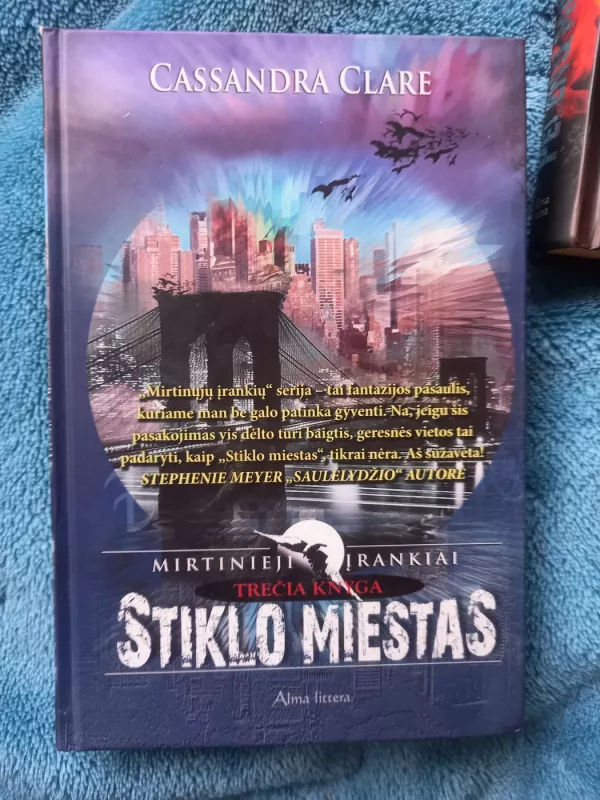 CASSANDRA CLARE
„Mirtinųjų įrankių“ serija – tai fantazijos pasaulis,
kuriame man be galo patinka gyventi. Na, jeigu šis
pasakojimas vis dėlto turi baigtis, geresnės vietos tai
padaryti, kaip „Stiklo miestas“, tikrai nėra. Aš sužavėta!
STEPHENIE MEYER „SAULĖLYDŽIO“ AUTORĖ
MIRTINIEJI ĮRANKIAI
TREČIA KNYGA
STIKLO MIESTAS
Alma littera